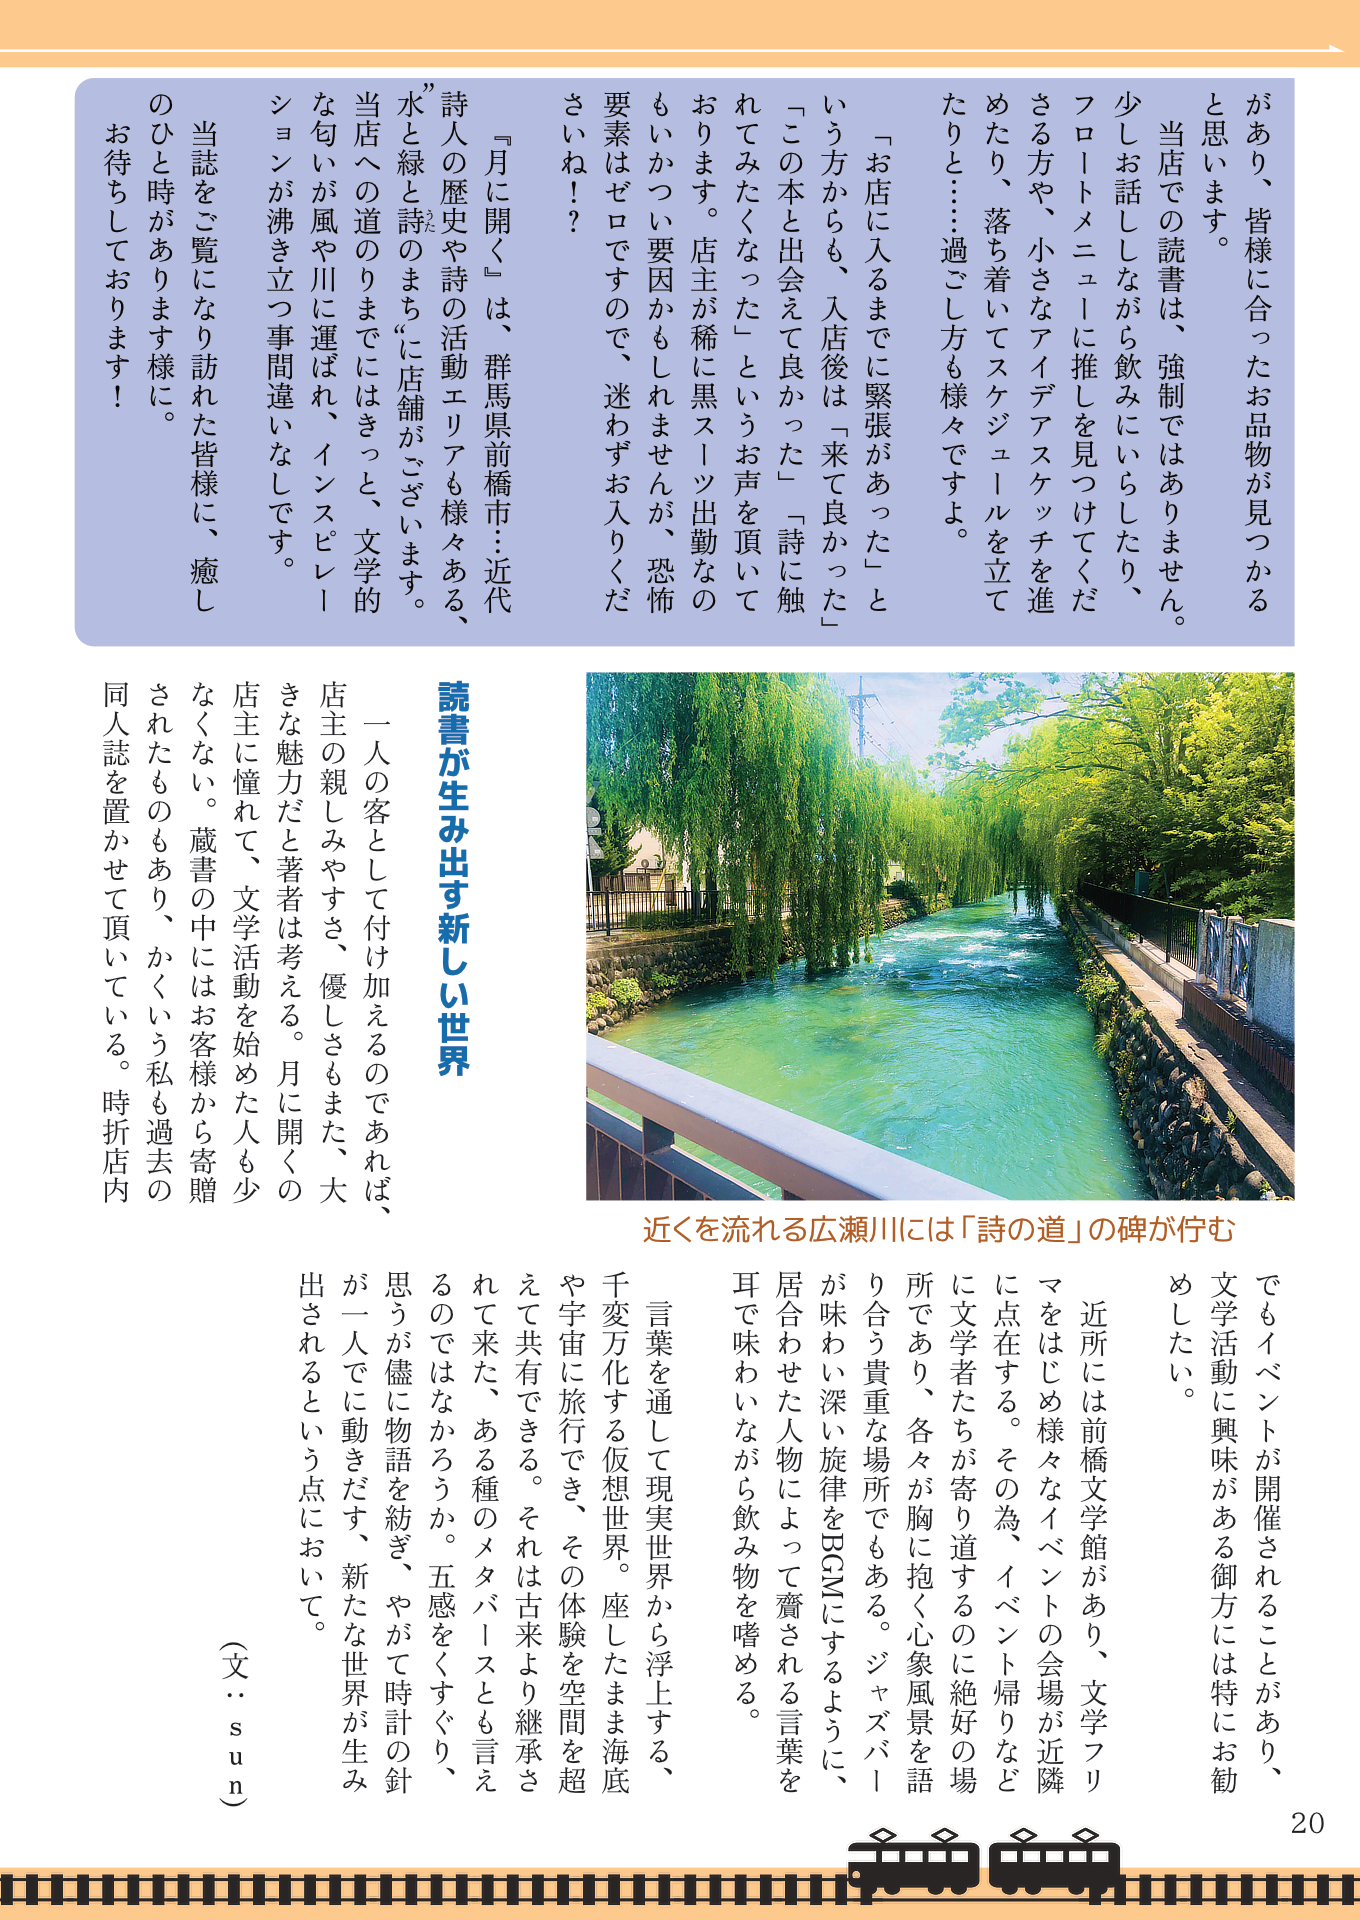 があり、皆様に合ったお品物が見つかる
と思います。
当店での読書は、強制ではありません。
少しお話ししながら飲みにいらしたり、
フロートメニューに推しを見つけてくだ
さる方や、小さなアイデアスケッチを進
めたり、落ち着いてスケジュールを立て
たりと……過ごし方も様々ですよ。
「お店に入るまでに緊張があった」と
いう方からも、入店後は「来て良かった」
「この本と出会えて良かった」「詩に触
れてみたくなった」というお声を頂いて
おります。店主が稀に黒スーツ出勤なの
もいかつい要因かもしれませんが、恐怖
要素はゼロですので、迷わずお入りくだ
さいね！？
『月に開く』は、群馬県前橋市…近代
詩人の歴史や詩の活動エリアも様々ある、
”水と緑と詩のまち“に店舗がございます。
うた
当店への道のりまでにはきっと、文学的
な匂いが風や川に運ばれ、インスピレー
ションが沸き立つ事間違いなしです。
当誌をご覧になり訪れた皆様に、癒し
のひと時があります様に。
お待ちしております！
近くを流れる広瀬川には「詩の道」の碑が佇む
読書が生み出す新しい世界
一人の客として付け加えるのであれば、
店主の親しみやすさ、優しさもまた、大
きな魅力だと著者は考える。月に開くの
店主に憧れて、文学活動を始めた人も少
なくない。蔵書の中にはお客様から寄贈
されたものもあり、かくいう私も過去の
同人誌を置かせて頂いている。時折店内
でもイベントが開催されることがあり、
文学活動に興味がある御方には特にお勧
めしたい。
近所には前橋文学館があり、文学フリ
マをはじめ様々なイベントの会場が近隣
に点在する。その為、イベント帰りなど
に文学者たちが寄り道するのに絶好の場
所であり、各々が胸に抱く心象風景を語
り合う貴重な場所でもある。ジャズバー
が味わい深い旋律をBGMにするように、
居合わせた人物によって齎される言葉を
耳で味わいながら飲み物を嗜める。
言葉を通して現実世界から浮上する、
千変万化する仮想世界。座したまま海底
や宇宙に旅行でき、その体験を空間を超
えて共有できる。それは古来より継承さ
れて来た、ある種のメタバースとも言え
るのではなかろうか。五感をくすぐり、
思うが儘に物語を紡ぎ、やがて時計の針
が一人でに動きだす、新たな世界が生み
出されるという点において。
（文：ｓｕｎ）
20